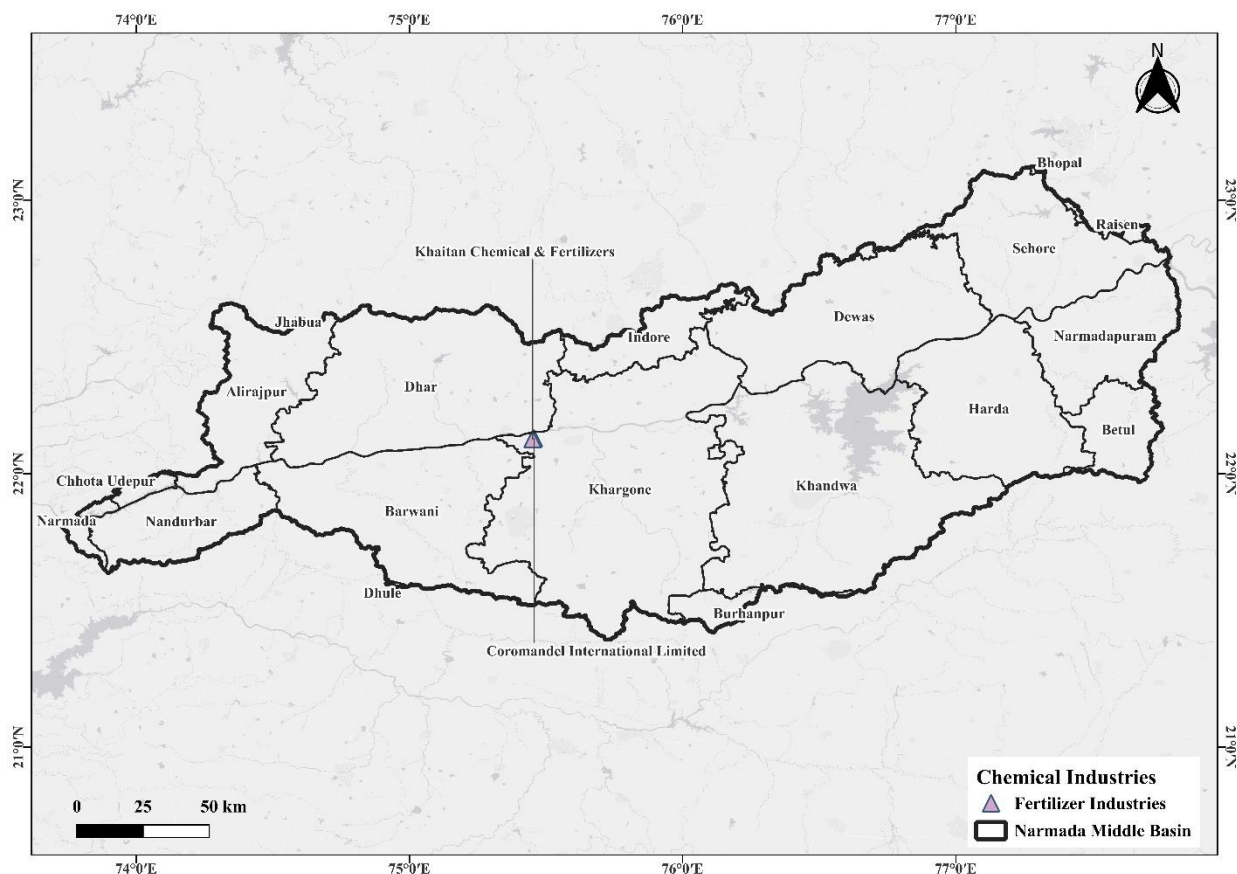 74°0'E 75°0'E 76°0'E 77°0'E
N
23°0'N 23°0'N
Bhopal
Raisen
Sehore
Khaitan Chemical & Fertilizers
Jhabua
Indore
Dewas
Narmadapuram
Dhar
Alirajpur
Harda
Betul
22°0'N 22°0'N
Chhota Udepur
Khargone
Khandwa
Narmada
Nandurbar
Barwani
Dhule
Burhanpur
Coromandel International Limited
21°0'N 21°0'N
Chemical Industries
Fertilizer Industries
Narmada Middle Basin
0 25 50 km
74°0'E 75°0'E 76°0'E 77°0'E